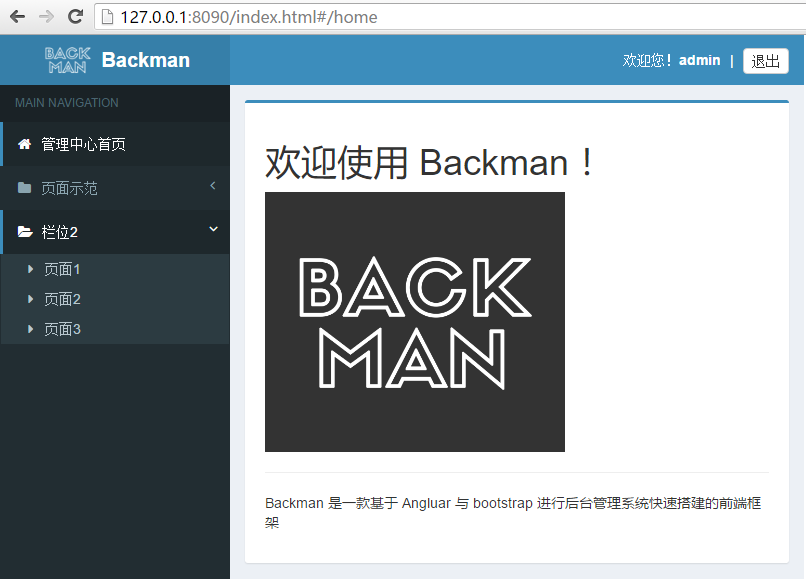 127.0.0.1:8090/index.html#/home
BACK
MAN
Backman
欢迎您！admin | 退出
MAIN NAVIGATION
管理中心首页
页面示范
栏位2
页面1
页面2
页面3
欢迎使用 Backman！
BACK
MAN
Backman 是一款基于 Angluar 与 bootstrap 进行后台管理系统快速搭建的前端框
架